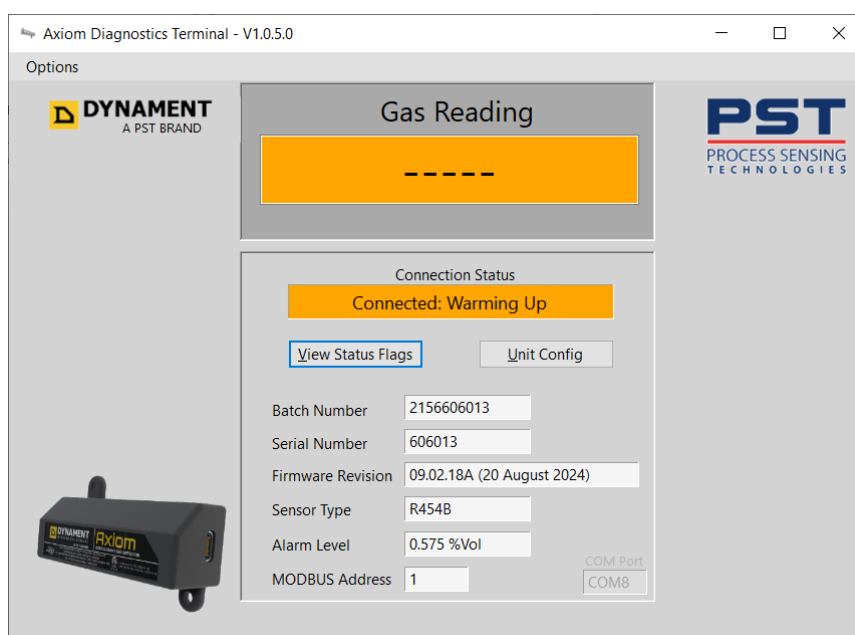 Axiom Diagnostics Terminal - V1.0.5.0
Options
DYNAMENT
A PST BRAND
Gas Reading
-----
PST
PROCESS SENSING
TECHNOLOGIES
Connection Status
Connected: Warming Up
View Status Flags
Unit Config
Batch Number 2156606013
Serial Number 606013
Firmware Revision 09.02.18A (20 August 2024)
Sensor Type R454B
Alarm Level 0.575 %Vol
MODBUS Address 1
COM Port
COM8
DYNAMENT
Axiom